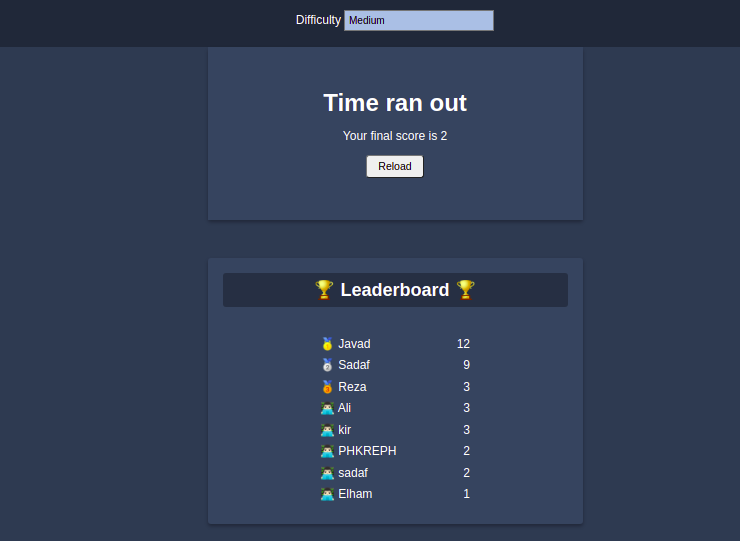 Difficulty Medium
Time ran out
Your final score is 2
Reload
🏆 Leaderboard 🏆
🥇 Javad 12
🥈 Sadaf 9
🥉 Reza 3
👨‍💻 Ali 3
👨‍💻 kir 3
👨‍💻 PHKREPH 2
👨‍💻 sadaf 2
👨‍💻 Elham 1